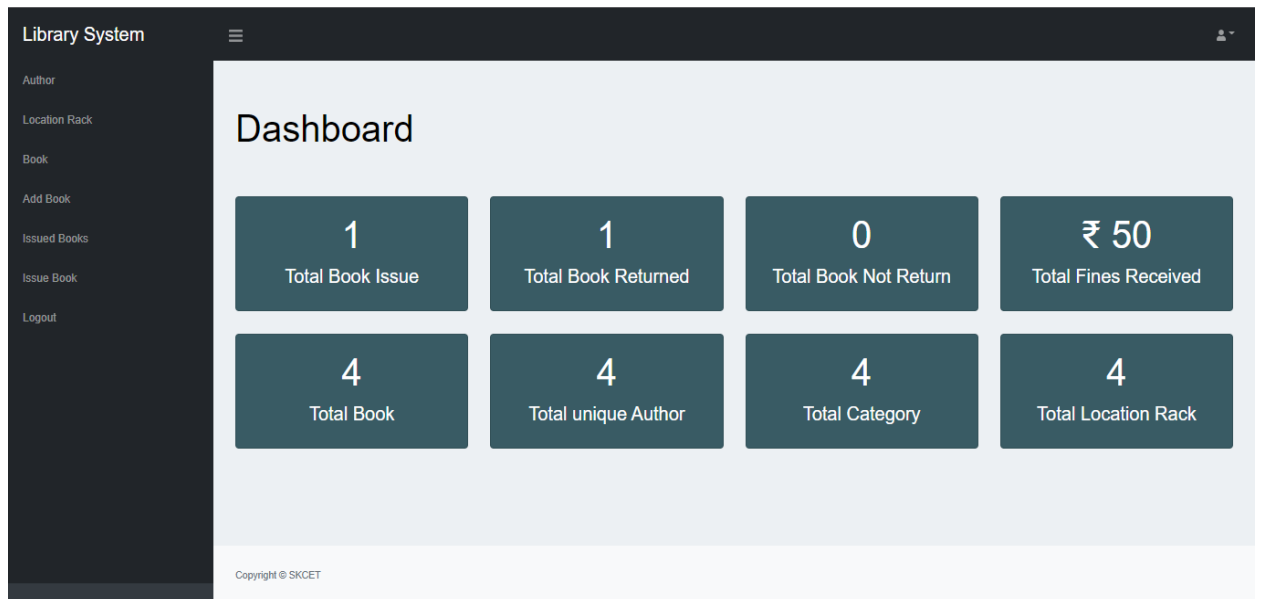 Library System
Author
Location Rack
Book
Add Book
Issued Books
Issue Book
Logout
Dashboard
1
Total Book Issue
1
Total Book Returned
0
Total Book Not Return
₹ 50
Total Fines Received
4
Total Book
4
Total unique Author
4
Total Category
4
Total Location Rack
Copyright © SKCET